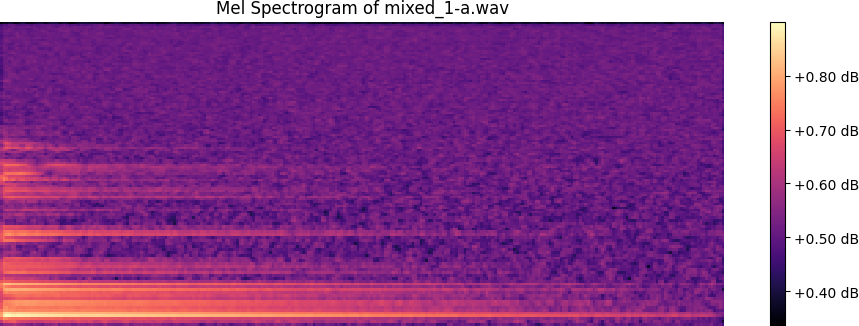 Mel Spectrogram of mixed_1-a.wav
+0.80 dB
+0.70 dB
+0.60 dB
+0.50 dB
+0.40 dB